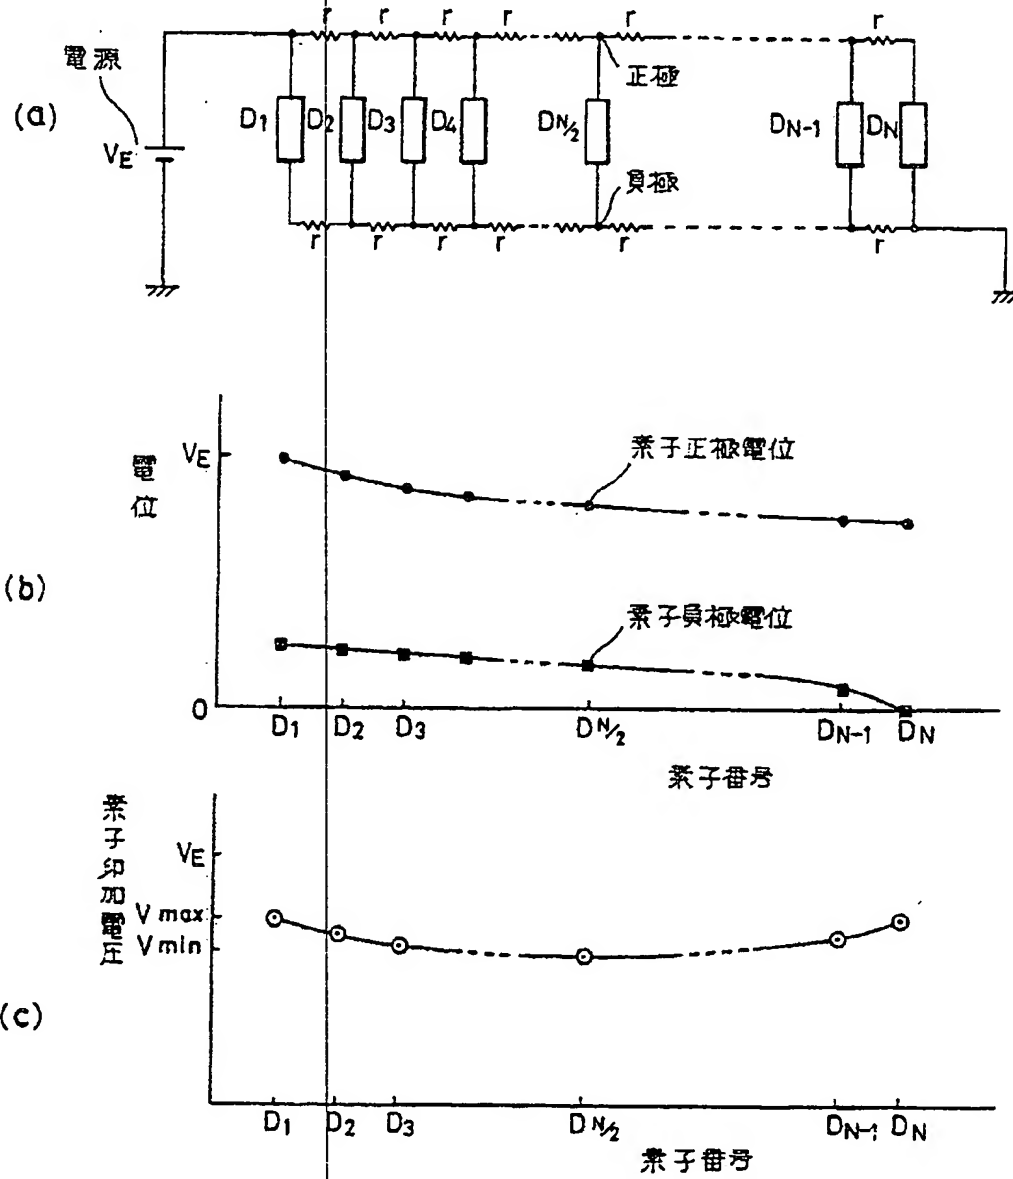 (a)
電源
VE
r r r r r r
D1 D2 D3 D4 DN/2 DN-1 DN
正極
負極
r r r r r r
(b)
電位
VE
0
素子正極電位
素子負極電位
D1 D2 D3 DN/2 DN-1 DN
素子番号
(c)
素子印加電圧
VE
V max
V min
D1 D2 D3 DN/2 DN-1 DN
素子番号